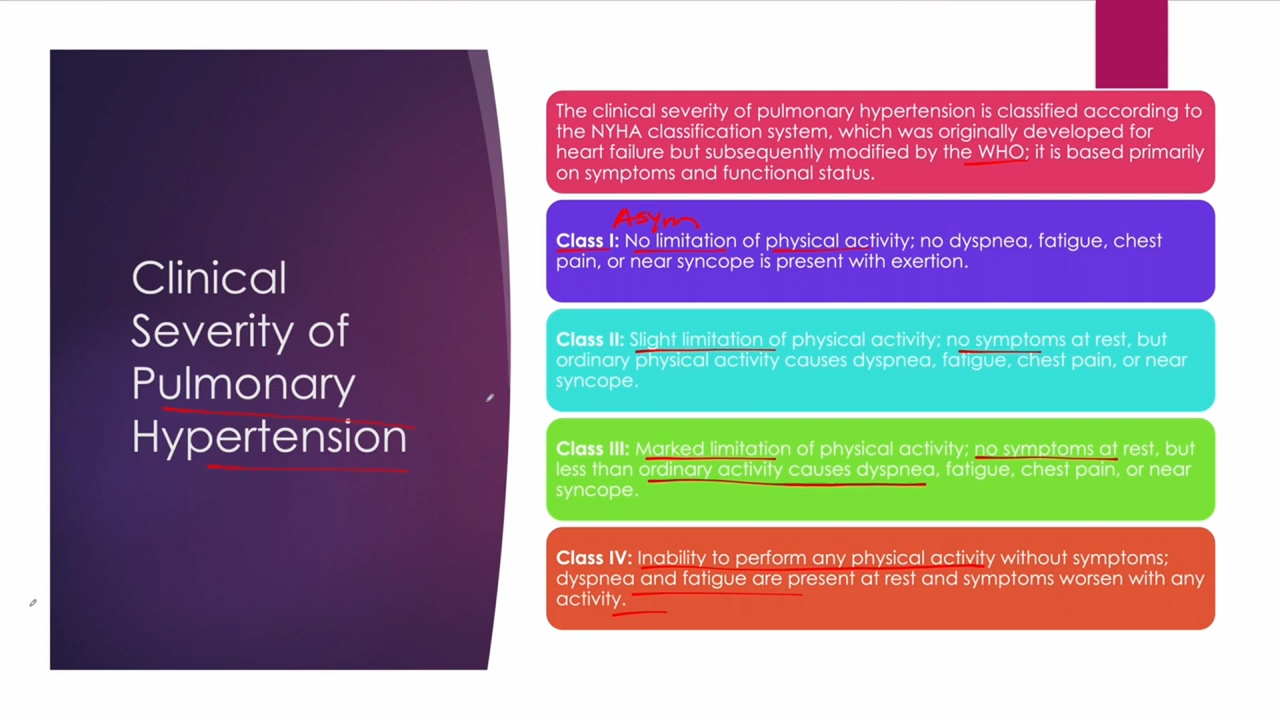 Clinical
Severity of
Pulmonary
Hypertension
The clinical severity of pulmonary hypertension is classified according to
the NYHA classification system, which was originally developed for
heart failure but subsequently modified by the WHO; it is based primarily
on symptoms and functional status.
Asym
Class I: No limitation of physical activity; no dyspnea, fatigue, chest
pain, or near syncope is present with exertion.
Class II: Slight limitation of physical activity; no symptoms at rest, but
ordinary physical activity causes dyspnea, fatigue, chest pain, or near
syncope.
Class III: Marked limitation of physical activity; no symptoms at rest, but
less than ordinary activity causes dyspnea, fatigue, chest pain, or near
syncope.
Class IV: Inability to perform any physical activity without symptoms;
dyspnea and fatigue are present at rest and symptoms worsen with any
activity.